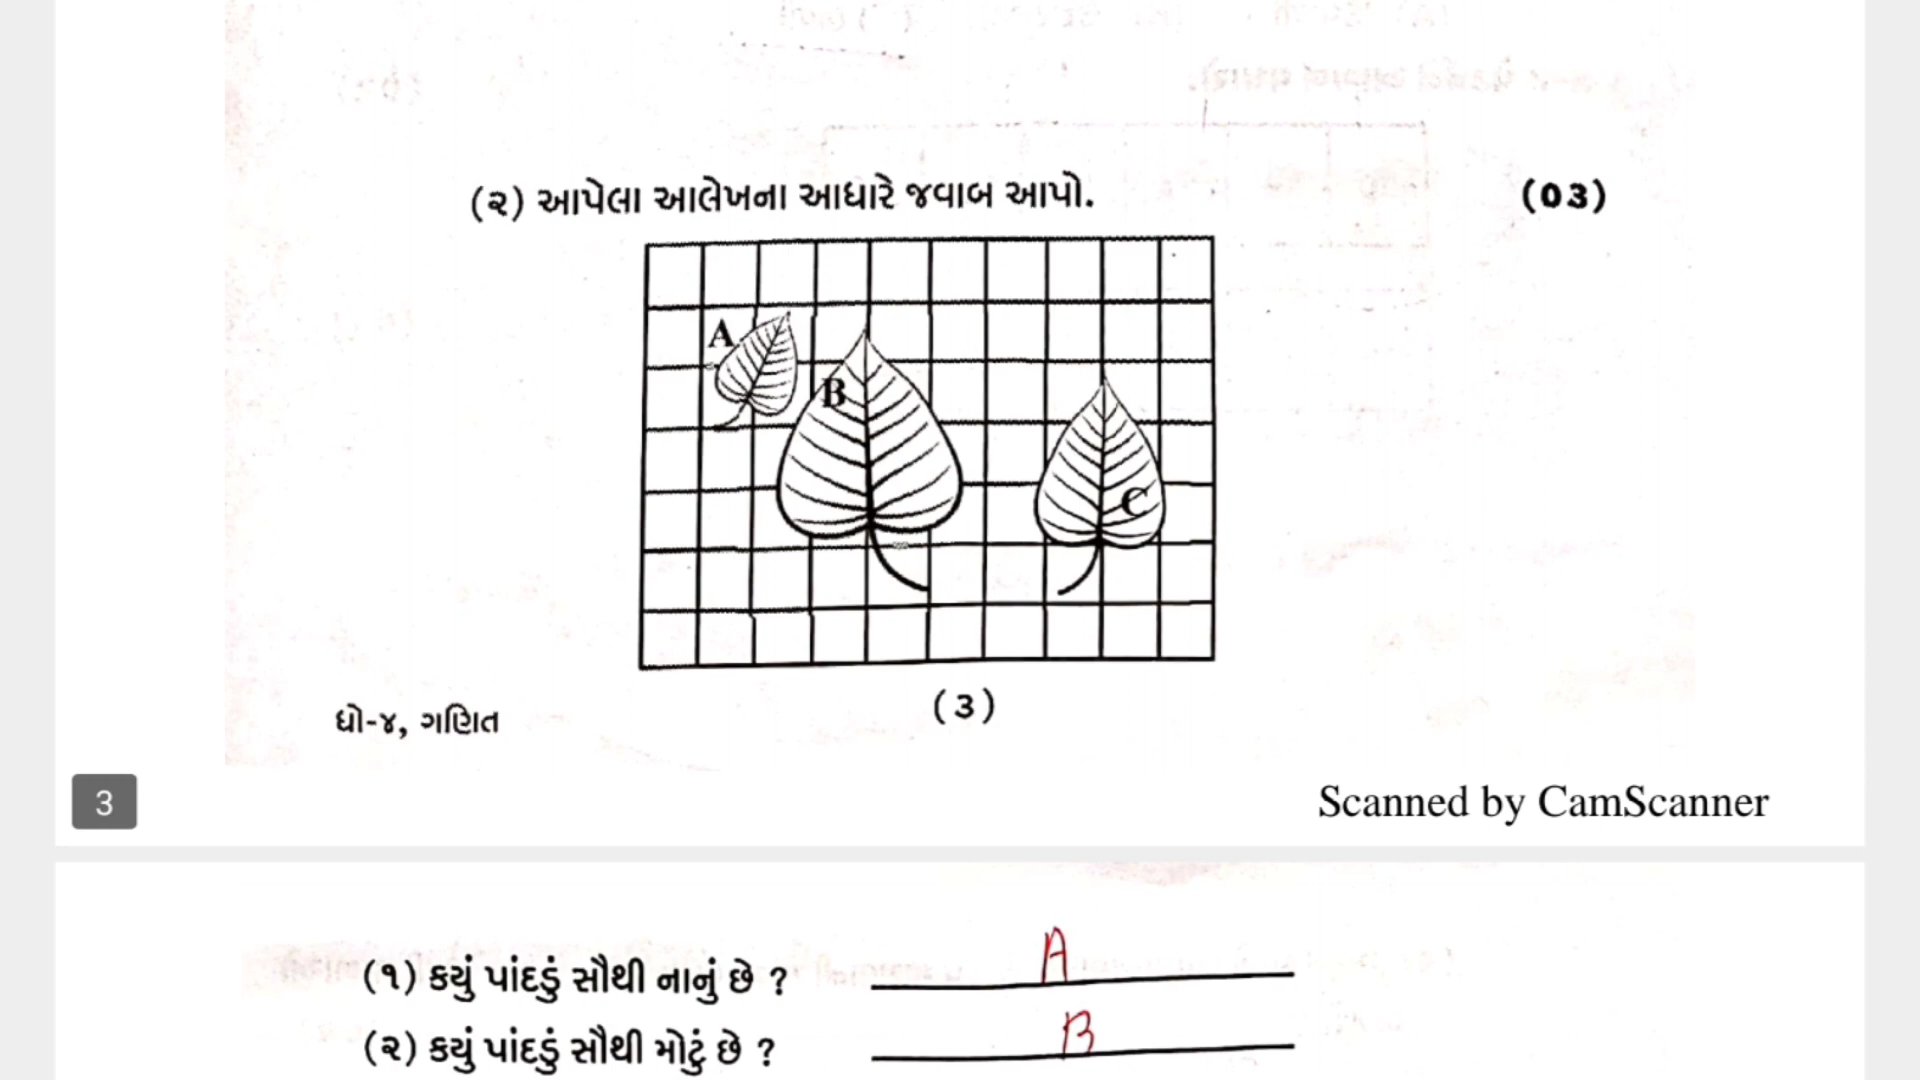 (૨) આપેલા આલેખના આધારે જવાબ આપો. (03)
A
B
C
ધો-૪, ગણિત (3)
3
Scanned by CamScanner
(૧) કયું પાંદડું સૌથી નાનું છે ? A
(૨) કયું પાંદડું સૌથી મોટું છે ? B